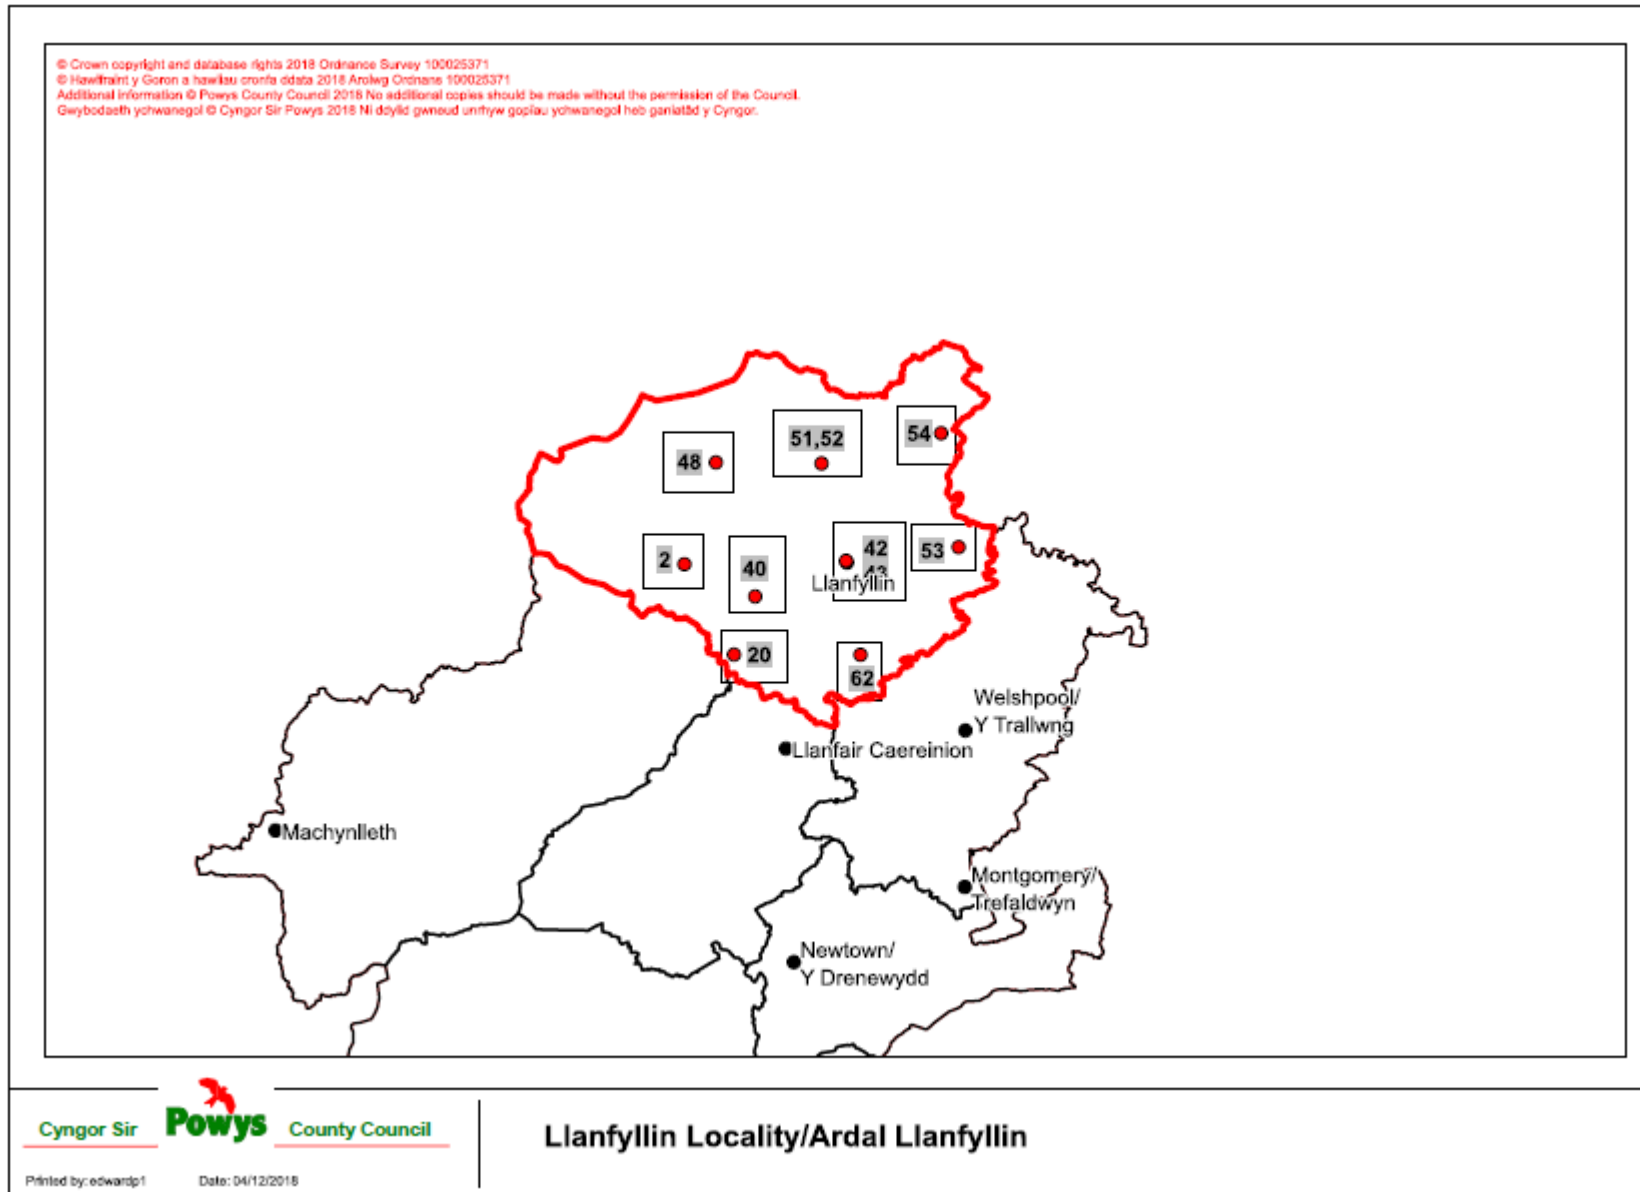 © Crown copyright and database rights 2018 Ordnance Survey 100025371
© Hawlfraint y Goron a hawliau cronfa ddata 2018 Arolwg Ordnans 100025371
Additional information © Powys County Council 2018 No additional copies should be made without the permission of the Council.
Gwybodaeth ychwanegol © Cyngor Sir Powys 2018 Ni ddylid gwneud unrhyw gopïau ychwanegol heb ganiatâd y Cyngor.
54
51,52
48
42
53
2
40
43
Llanfyllin
20
62
Welshpool/
Y Trallwng
Llanfair Caereinion
Machynlleth
Montgomery/
Trefaldwyn
Newtown/
Y Drenewydd
Cyngor Sir Powys County Council
Llanfyllin Locality/Ardal Llanfyllin
Printed by: edwardp1 Date: 04/12/2018